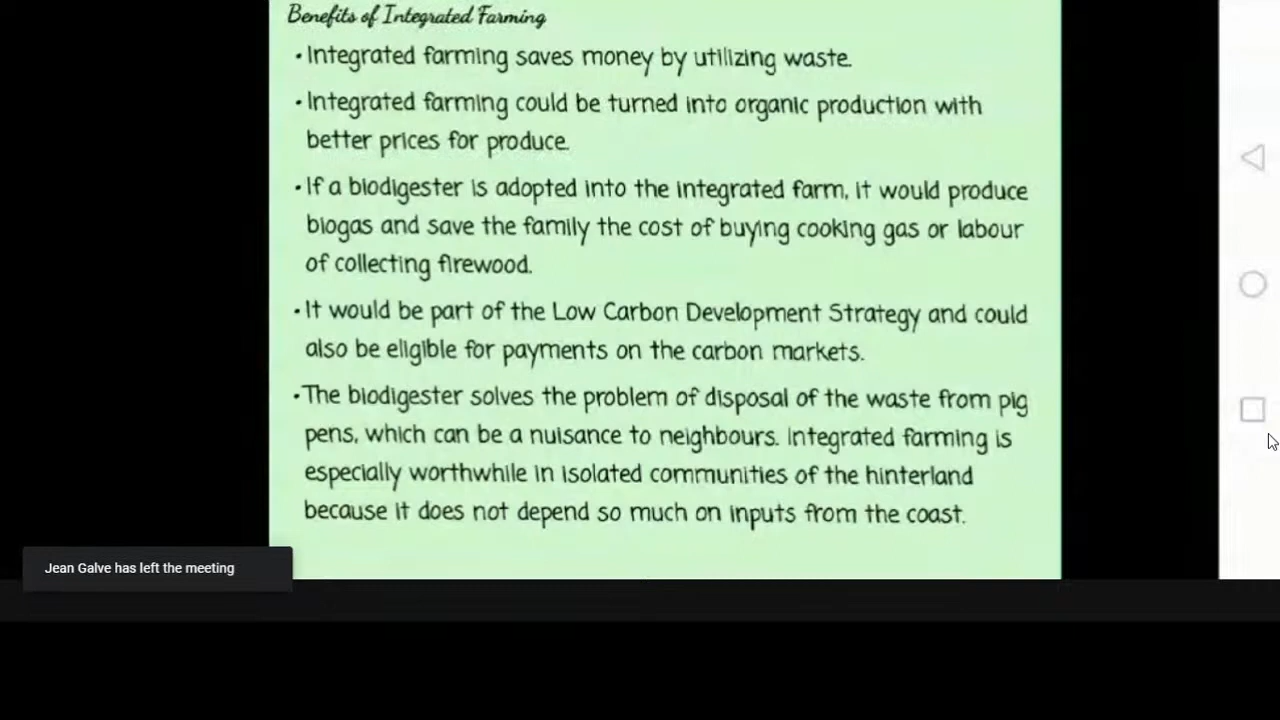 Benefits of Integrated Farming
• Integrated farming saves money by utilizing waste.
• Integrated farming could be turned into organic production with
better prices for produce.
• If a biodigester is adopted into the integrated farm, it would produce
biogas and save the family the cost of buying cooking gas or labour
of collecting firewood.
• It would be part of the Low Carbon Development Strategy and could
also be eligible for payments on the carbon markets.
• The biodigester solves the problem of disposal of the waste from pig
pens, which can be a nuisance to neighbours. Integrated farming is
especially worthwhile in isolated communities of the hinterland
because it does not depend so much on inputs from the coast.
Jean Galve has left the meeting